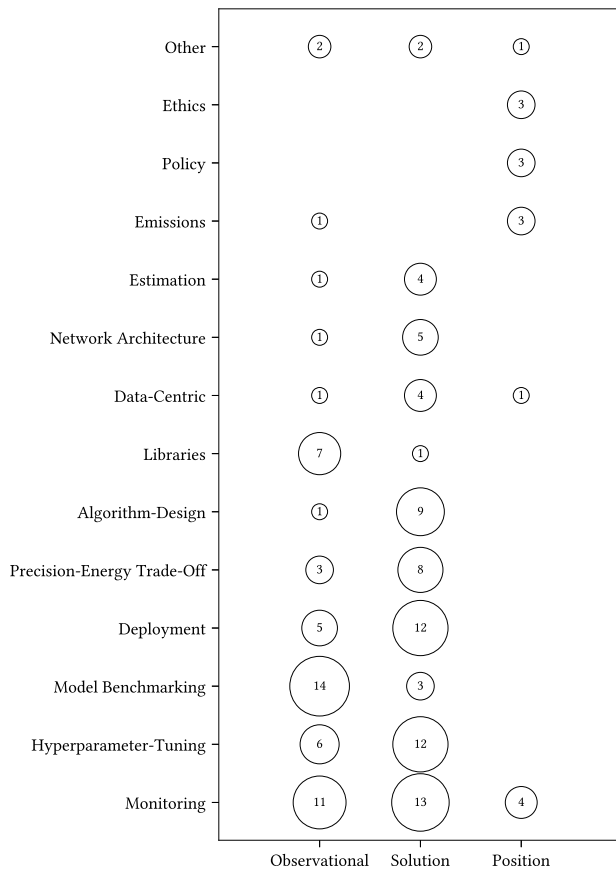 Other 2 2 1
Ethics 3
Policy 3
Emissions 1 3
Estimation 1 4
Network Architecture 1 5
Data-Centric 1 4 1
Libraries 7 1
Algorithm-Design 1 9
Precision-Energy Trade-Off 3 8
Deployment 5 12
Model Benchmarking 14 3
Hyperparameter-Tuning 6 12
Monitoring 11 13 4
Observational Solution Position